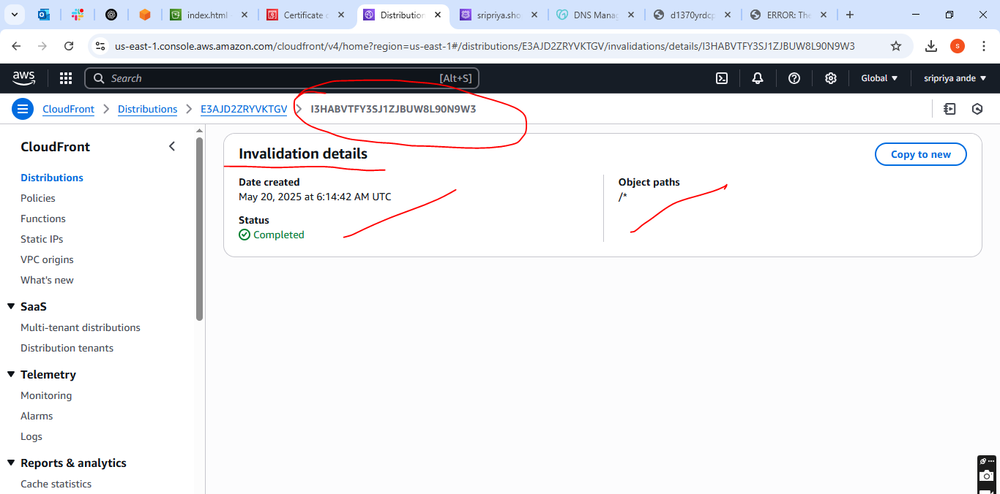 index.html
Certificate
Distribution
sripriya.sho
DNS Mana
d1370yrdcp
ERROR: The
us-east-1.console.aws.amazon.com/cloudfront/v4/home?region=us-east-1#/distributions/E3AJD2ZRYVKTGV/invalidations/details/I3HABVTFY3SJ1ZJBUW8L90N9W3
S
aws
Search
[Alt+S]
Global
sripriya ande
CloudFront
Distributions
E3AJD2ZRYVKTGV
I3HABVTFY3SJ1ZJBUW8L90N9W3
CloudFront
Distributions
Policies
Functions
Static IPs
VPC origins
What's new
SaaS
Multi-tenant distributions
Distribution tenants
Telemetry
Monitoring
Alarms
Logs
Reports & analytics
Cache statistics
Invalidation details
Copy to new
Date created
May 20, 2025 at 6:14:42 AM UTC
Status
Completed
Object paths
/*